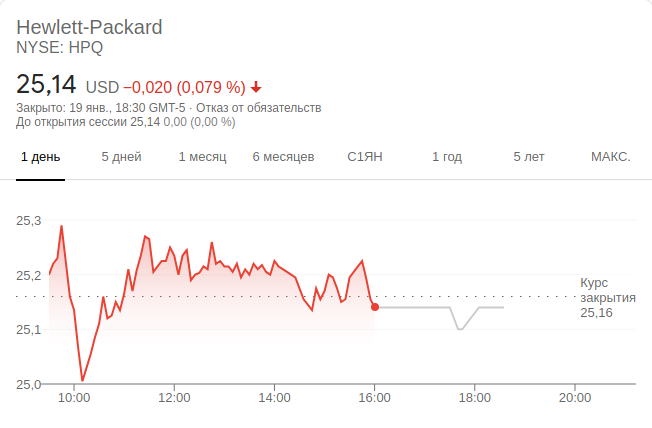 Hewlett-Packard
NYSE: HPQ
25,14 USD −0,020 (0,079 %)
Закрыто: 19 янв., 18:30 GMT-5 · Отказ от обязательств
До открытия сессии 25,14 0,00 (0,00 %)
1 день 5 дней 1 месяц 6 месяцев С1ЯН 1 год 5 лет МАКС.
25,3
25,2
Курс
закрытия
25,16
25,1
25,0
10:00 12:00 14:00 16:00 18:00 20:00